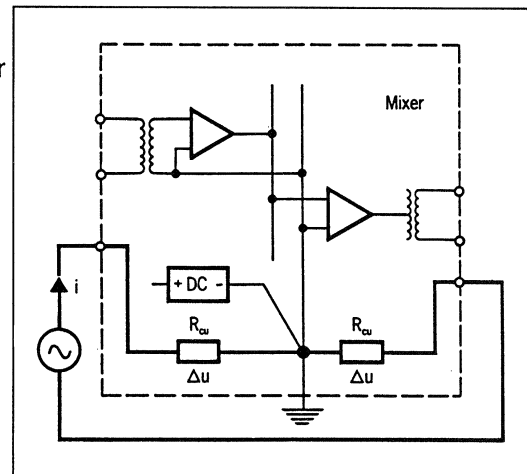 r
Mixer
i
+ DC -
R_cu
R_cu
Δu
Δu